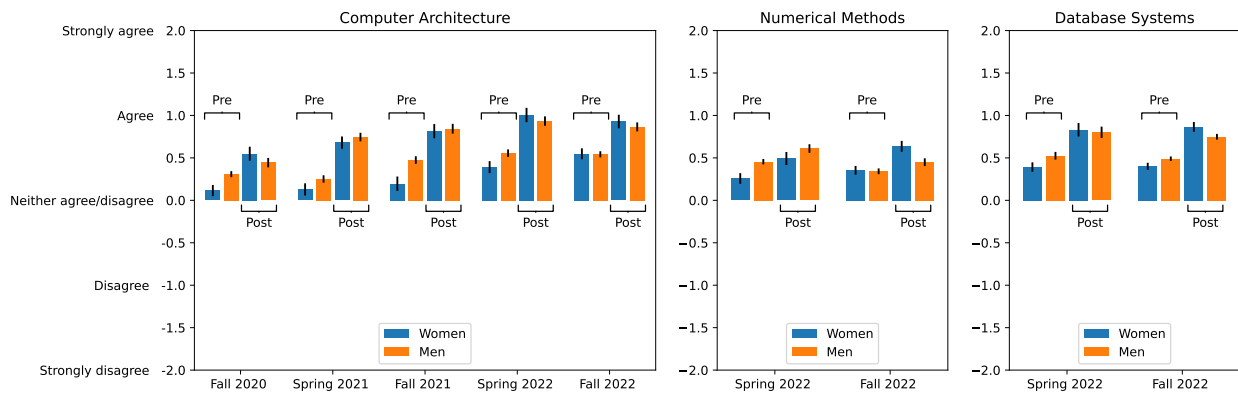 Computer Architecture
Numerical Methods
Database Systems
Strongly agree
Agree
Neither agree/disagree
Disagree
Strongly disagree
2.0
1.5
1.0
0.5
0.0
-0.5
-1.0
-1.5
-2.0
Pre
Pre
Pre
Pre
Pre
Post
Post
Post
Post
Post
Women
Men
Fall 2020
Spring 2021
Fall 2021
Spring 2022
Fall 2022
2.0
1.5
1.0
0.5
0.0
−0.5
−1.0
−1.5
−2.0
Pre
Pre
Post
Post
Women
Men
Spring 2022
Fall 2022
2.0
1.5
1.0
0.5
0.0
−0.5
−1.0
−1.5
−2.0
Pre
Pre
Post
Post
Women
Men
Spring 2022
Fall 2022